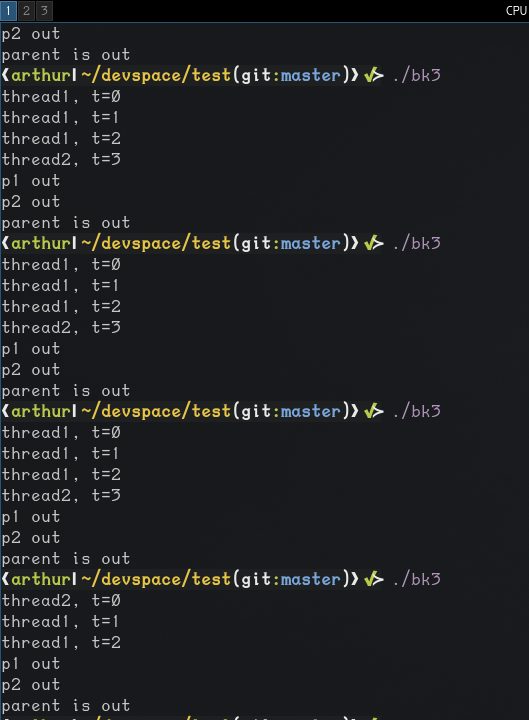 1 2 3 CPU
p2 out
parent is out
❨arthur| ~/devspace/test(git:master)❩ ✔> ./bk3
thread1, t=0
thread1, t=1
thread1, t=2
thread2, t=3
p1 out
p2 out
parent is out
❨arthur| ~/devspace/test(git:master)❩ ✔> ./bk3
thread1, t=0
thread1, t=1
thread1, t=2
thread2, t=3
p1 out
p2 out
parent is out
❨arthur| ~/devspace/test(git:master)❩ ✔> ./bk3
thread1, t=0
thread1, t=1
thread1, t=2
thread2, t=3
p1 out
p2 out
parent is out
❨arthur| ~/devspace/test(git:master)❩ ✔> ./bk3
thread2, t=0
thread1, t=1
thread1, t=2
p1 out
p2 out
parent is out